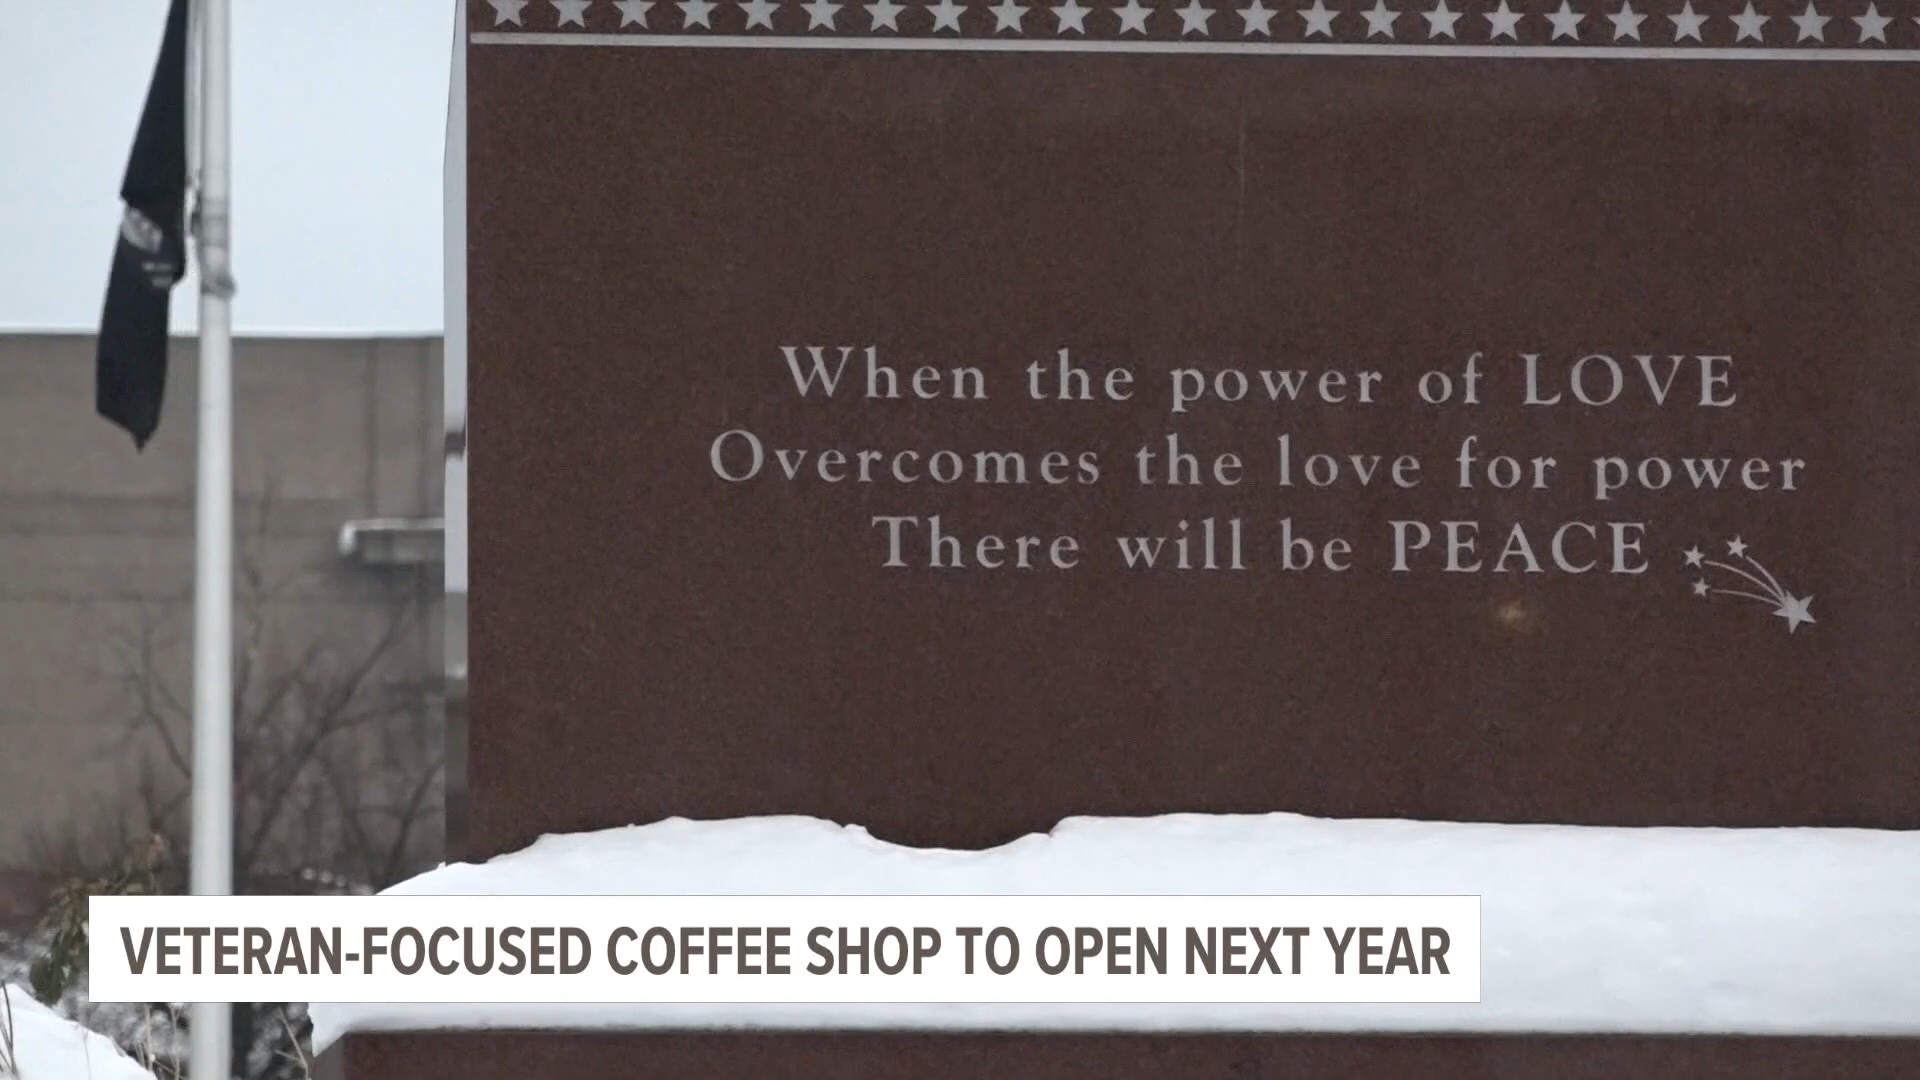 When the power of LOVE
Overcomes the love for power
There will be PEACE
VETERAN-FOCUSED COFFEE SHOP TO OPEN NEXT YEAR